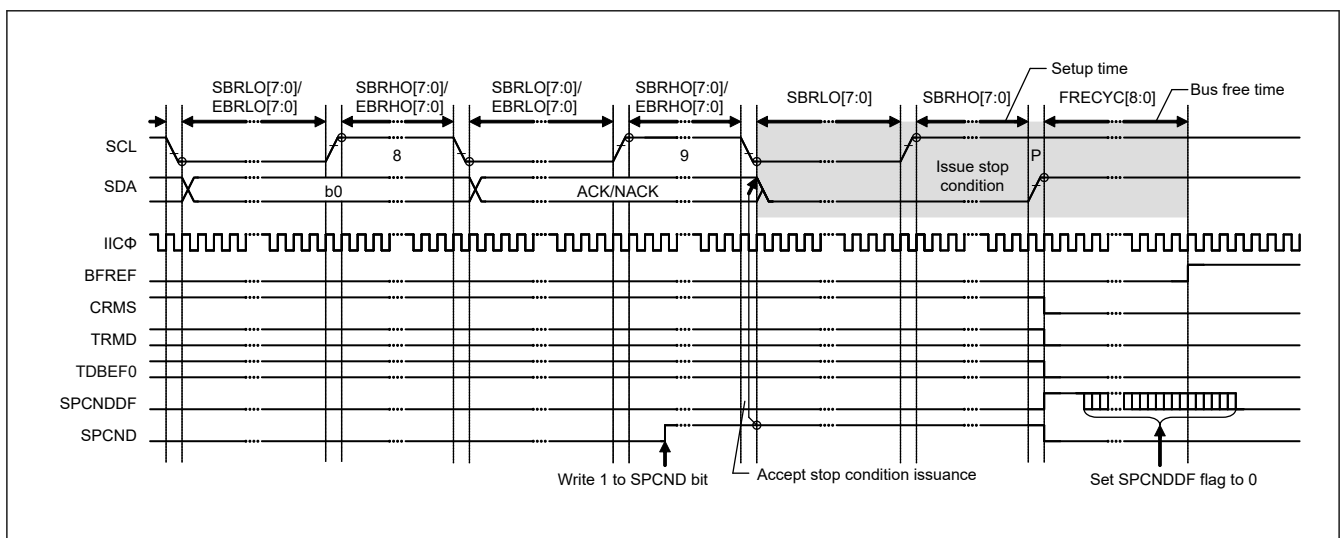 Setup time
SBRLO[7:0]/
EBRLO[7:0]
SBRHO[7:0]/
EBRHO[7:0]
SBRLO[7:0]/
EBRLO[7:0]
SBRHO[7:0]/
EBRHO[7:0]
SBRLO[7:0]
SBRHO[7:0]
FRECYC[8:0]
Bus free time
SCL
8
9
Issue stop
condition
P
SDA
b0
ACK/NACK
IICΦ
BFREF
CRMS
TRMD
TDBEF0
SPCNDDF
SPCND
Write 1 to SPCND bit
Accept stop condition issuance
Set SPCNDDF flag to 0